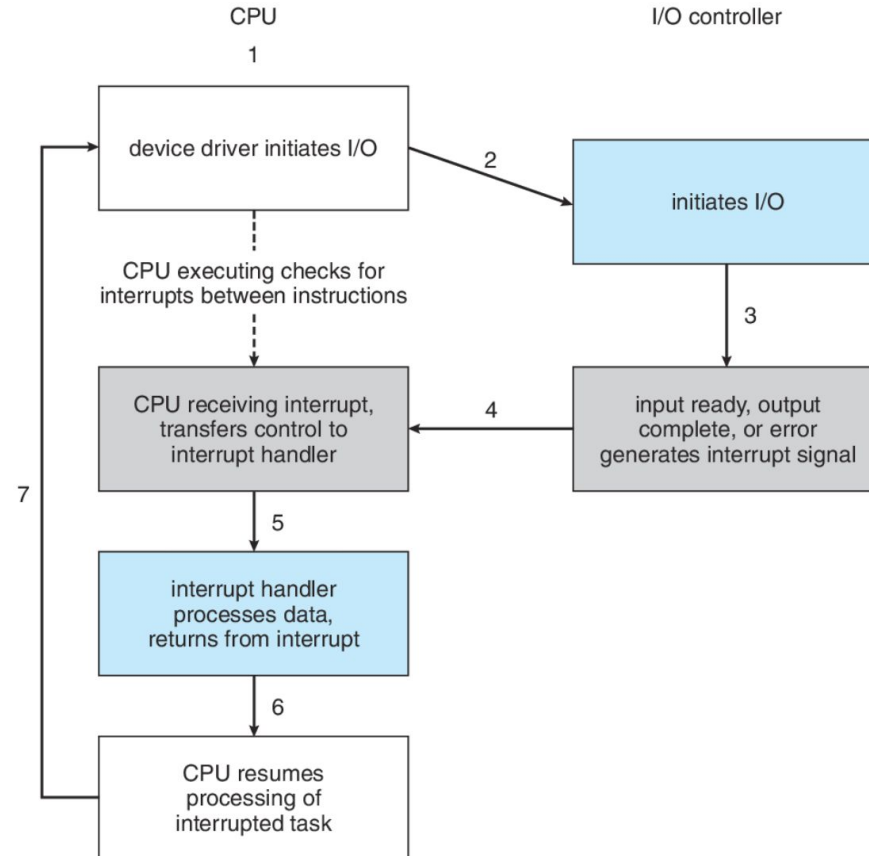 CPU
I/O controller
1
device driver initiates I/O
2
initiates I/O
CPU executing checks for
interrupts between instructions
3
CPU receiving interrupt,
transfers control to
interrupt handler
4
input ready, output
complete, or error
generates interrupt signal
7
5
interrupt handler
processes data,
returns from interrupt
6
CPU resumes
processing of
interrupted task